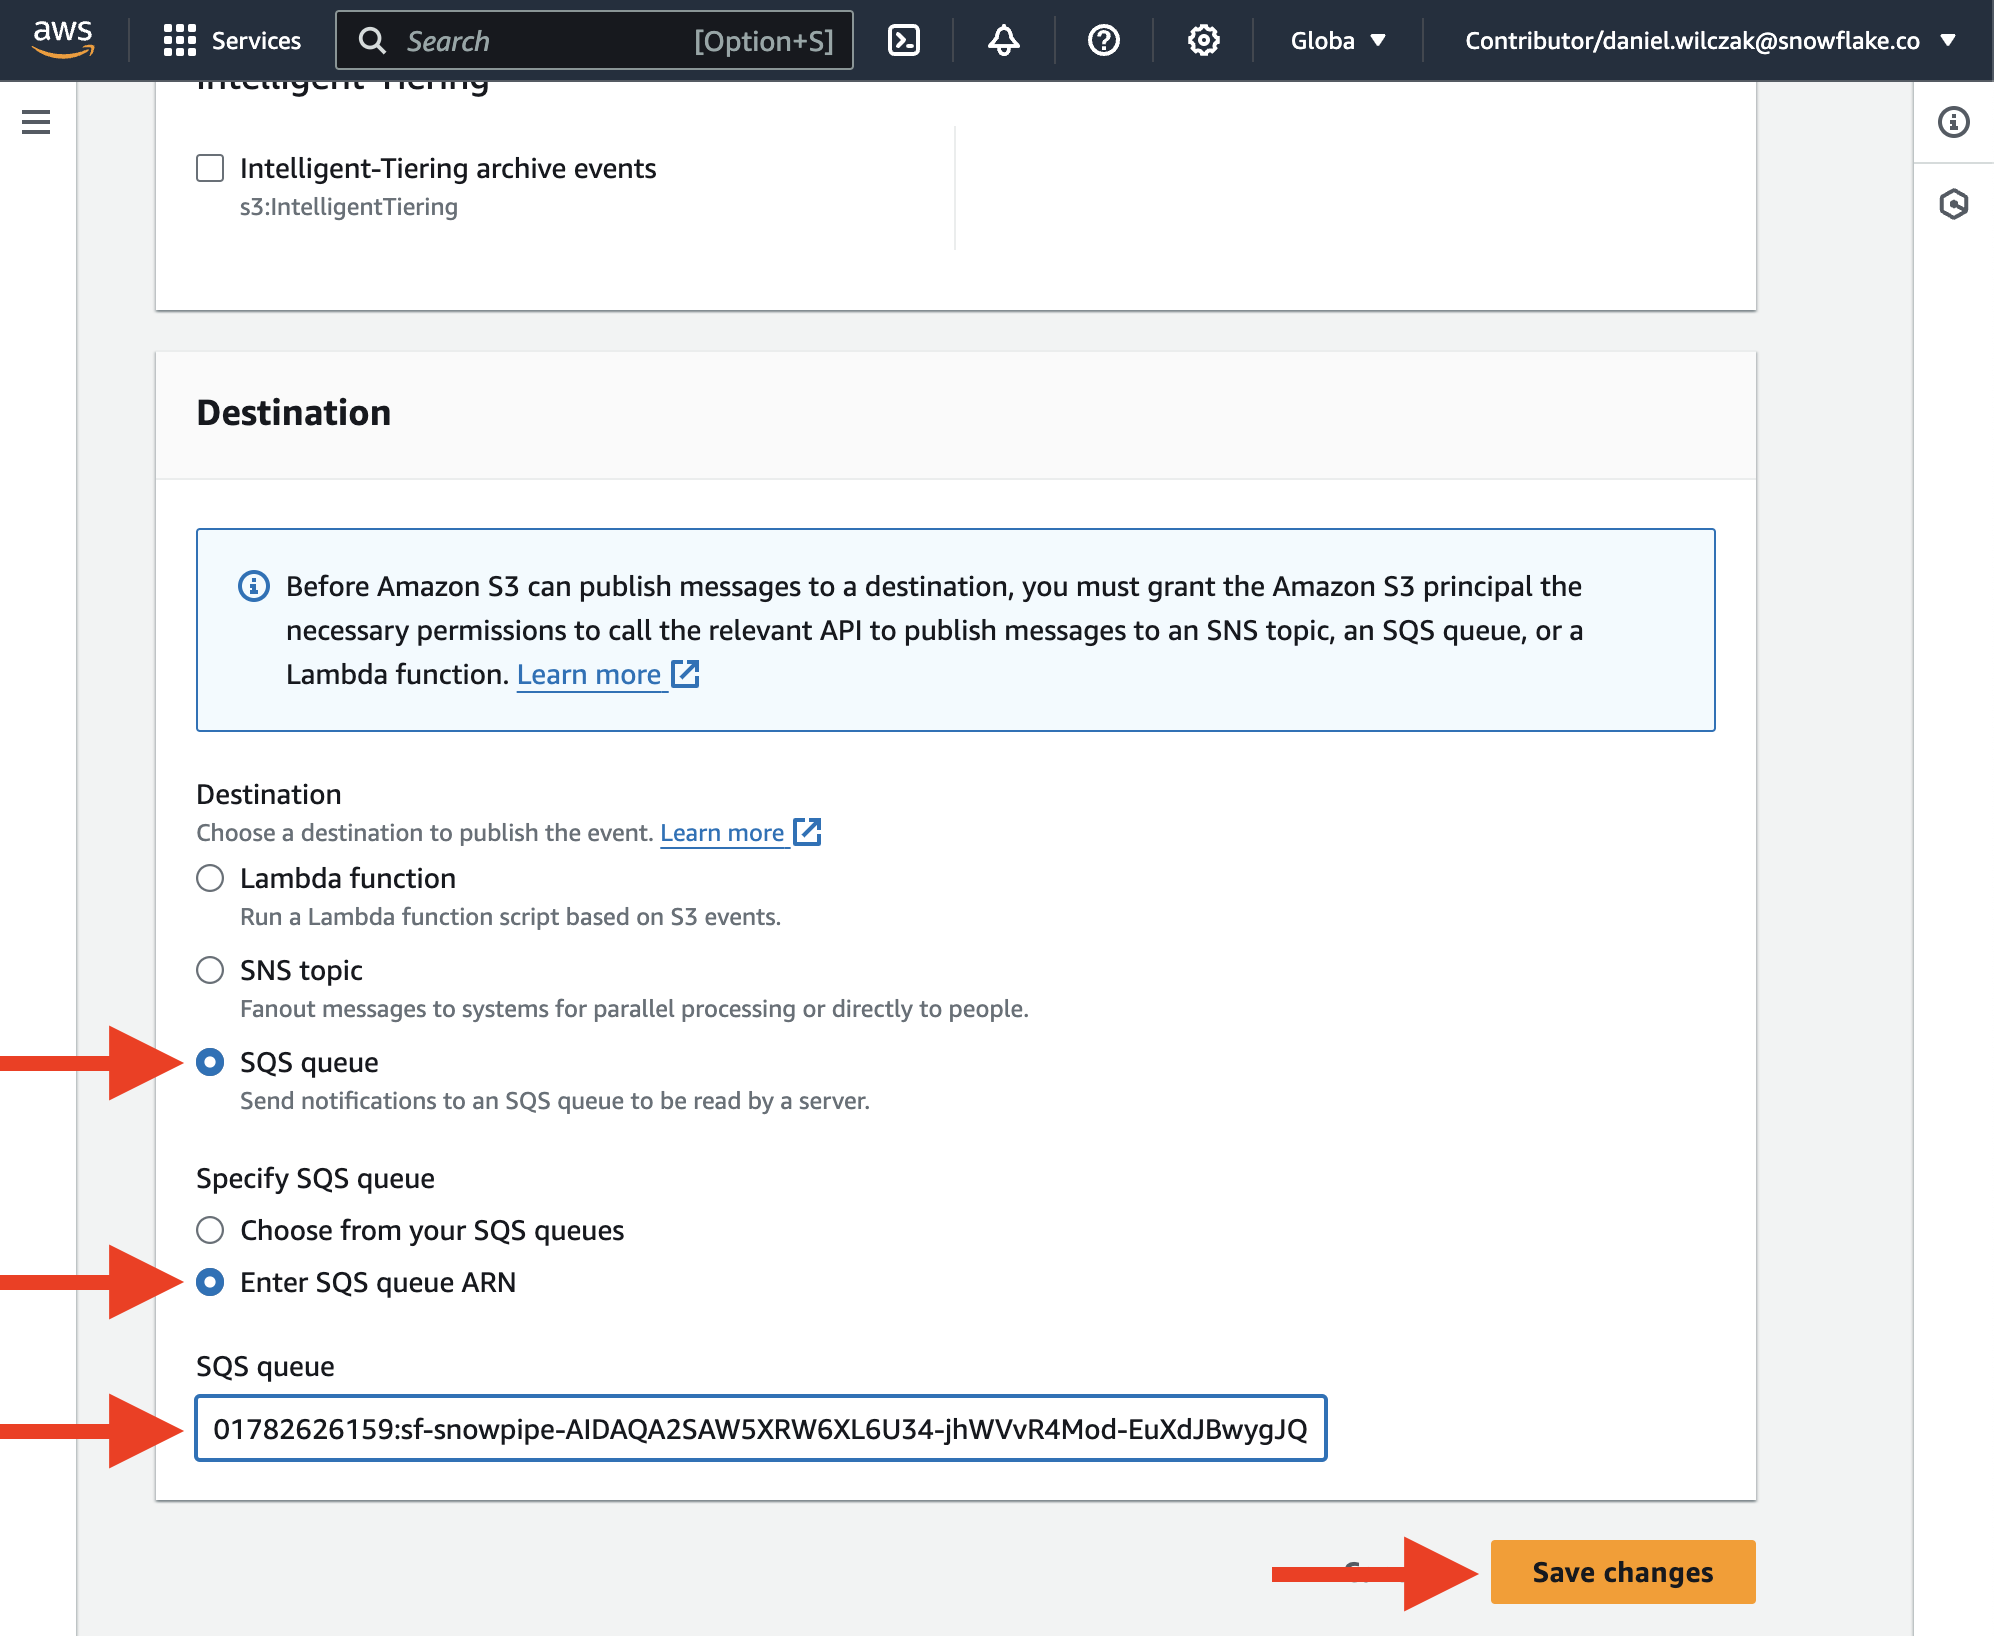 aws
Services
Search
[Option+S]
Globa
Contributor/daniel.wilczak@snowflake.co
Intelligent-Tiering
Intelligent-Tiering archive events
s3:IntelligentTiering
Destination
Before Amazon S3 can publish messages to a destination, you must grant the Amazon S3 principal the
necessary permissions to call the relevant API to publish messages to an SNS topic, an SQS queue, or a
Lambda function. Learn more
Destination
Choose a destination to publish the event. Learn more
Lambda function
Run a Lambda function script based on S3 events.
SNS topic
Fanout messages to systems for parallel processing or directly to people.
SQS queue
Send notifications to an SQS queue to be read by a server.
Specify SQS queue
Choose from your SQS queues
Enter SQS queue ARN
SQS queue
01782626159:sf-snowpipe-AIDAQA2SAW5XRW6XL6U34-jhWVvR4Mod-EuXdJBwygJQ
Save changes